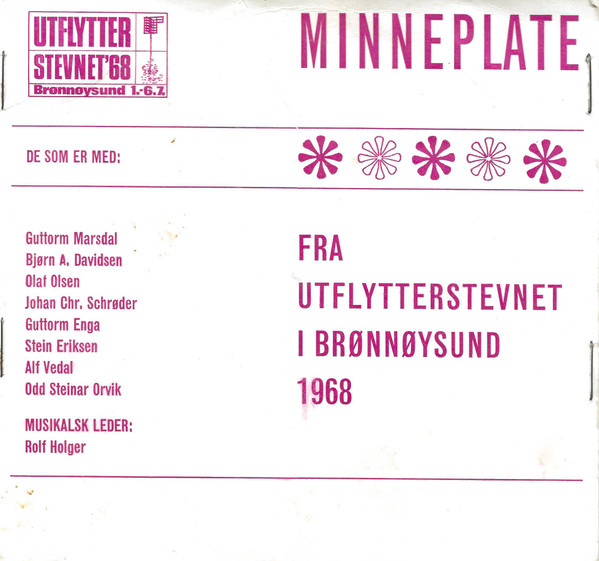 UTFLYTTER
STEVNET'68
Brønnøysund 1.-6.7.
MINNEPLATE
DE SOM ER MED:
Guttorm Marsdal
Bjørn A. Davidsen
Olaf Olsen
Johan Chr. Schrøder
Guttorm Enga
Stein Eriksen
Alf Vedal
Odd Steinar Orvik
MUSIKALSK LEDER:
Rolf Holger
FRA
UTFLYTTERSTEVNET
I BRØNNØYSUND
1968